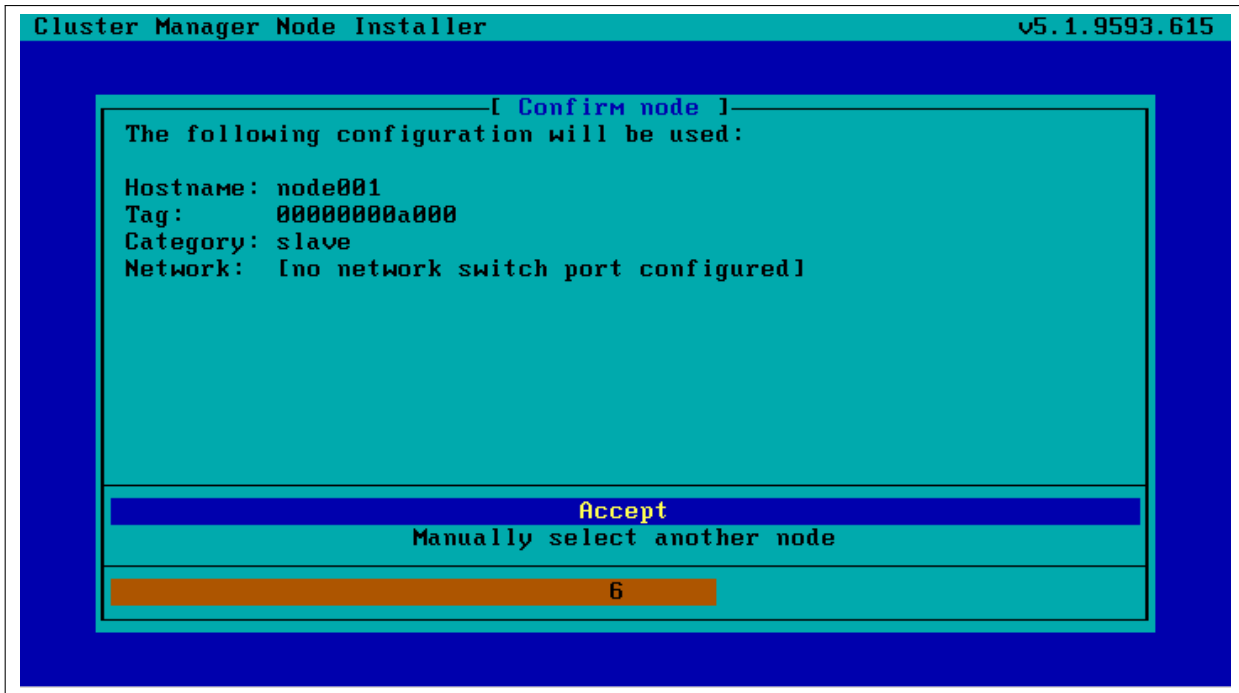 Cluster Manager Node Installer v5.1.9593.615
[ Confirm node ]
The following configuration will be used:
Hostname: node001
Tag: 00000000a000
Category: slave
Network: [no network switch port configured]
Accept
Manually select another node
6